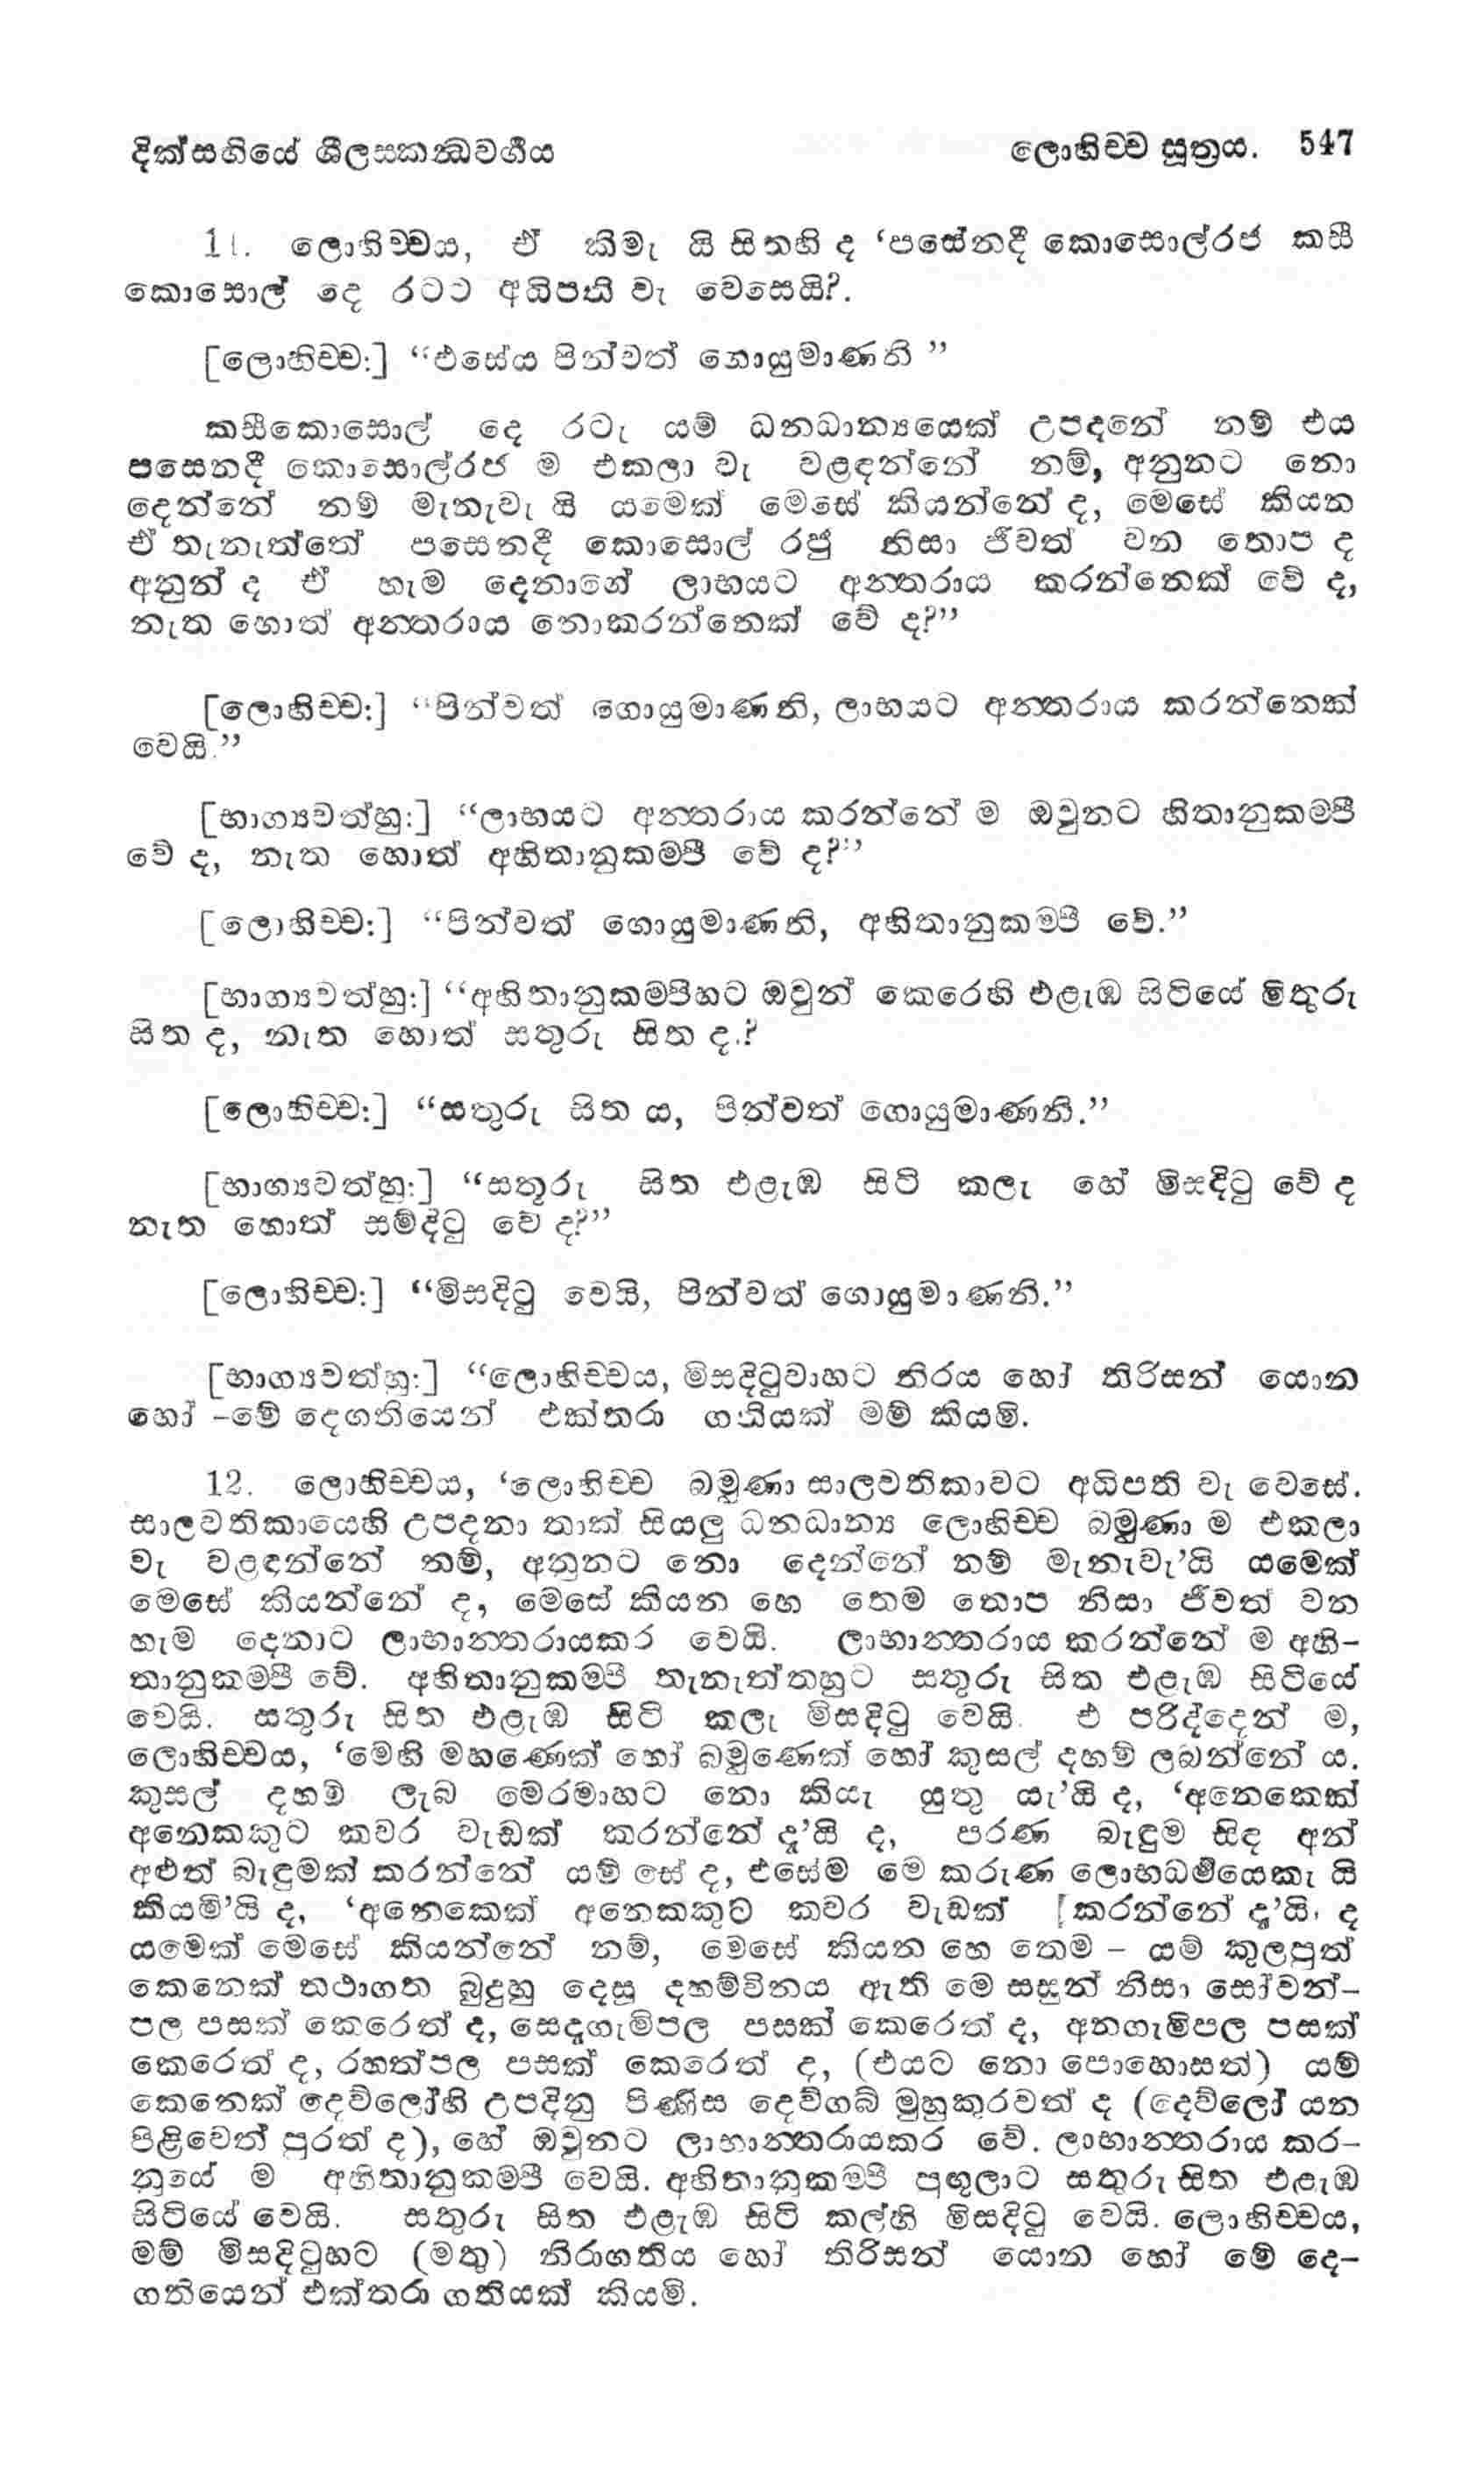 දික්සඟියේ ශීලස්කන්ධවර්ගය ලොහිච්ච සූත්‍රය. 547
11. ලොහිච්චය, ඒ කීමැ යි සිතහි ද ‘පසේනදී කොසොල්රජ කසී
කොසොල් දෙ රටට අධිපති වැ වෙසෙයි?.
[ලොහිච්ච:] “එසේය පින්වත් ගොයුමාණනි ”
කසීකොසොල් දෙ රටැ යම් ධනධාන්‍යයෙක් උපදනේ නම් එය
පසෙනදී කොසොල්රජ ම එකලා වැ වළඳන්නේ නම්, අනුනට නො
දෙන්නේ නම් මැනැවැ යි යමෙක් මෙසේ කියන්නේ ද, මෙසේ කියන
ඒ තැනැත්තේ පසෙනදී කොසොල් රජු නිසා ජීවත් වන තොප ද
අනුන් ද ඒ හැම දෙනාගේ ලාභයට අන්තරාය කරන්නෙක් වේ ද,
නැත හොත් අන්තරාය නොකරන්නෙක් වේ ද?”
[ලොහිච්ච:] “පින්වත් ගොයුමාණනි, ලාභයට අන්තරාය කරන්නෙක්
වෙයි.”
[භාග්‍යවත්හු:] “ලාභයට අන්තරාය කරන්නේ ම ඔවුනට හිතානුකම්පී
වේ ද, නැත හොත් අහිතානුකම්පී වේ ද?”
[ලොහිච්ච:] “පින්වත් ගොයුමාණනි, අහිතානුකම්පී වේ.”
[භාග්‍යවත්හු:] “අහිතානුකම්පීහට ඔවුන් කෙරෙහි එළැඹ සිටියේ මිතුරු
සිත ද, නැත හොත් සතුරු සිත ද.?
[ලොහිච්ච:] “සතුරු සිත ය, පින්වත් ගොයුමාණනි.”
[භාග්‍යවත්හු:] “සතුරු සිත එළැඹ සිටි කලැ හේ මිසදිටු වේ ද
නැත හොත් සම්දිටු වේ ද?”
[ලොහිච්ච:] “මිසදිටු වෙයි, පින්වත් ගොයුමාණනි.”
[භාග්‍යවත්හු:] “ලොහිච්චය, මිසදිටුවාහට නිරය හෝ තිරිසන් යොන
හෝ -මේ දෙගතියෙන් එක්තරා ගතියක් මම් කියමි.
12. ලොහිච්චය, ‘ලොහිච්ච බමුණා සාලවතිකාවට අධිපති වැ වෙසේ.
සාලවතිකායෙහි උපදනා තාක් සියලු ධනධාන්‍ය ලොහිච්ච බමුණා ම එකලා
වැ වළඳන්නේ නම්, අනුනට නො දෙන්නේ නම් මැනැවැ’යි යමෙක්
මෙසේ කියන්නේ ද, මෙසේ කියන හෙ තෙම තොප නිසා ජීවත් වන
හැම දෙනාට ලාභාන්තරායකර වෙයි. ලාභාන්තරාය කරන්නේ ම අහි-
තානුකම්පී වේ. අහිතානුකම්පී තැනැත්තහුට සතුරු සිත එළැඹ සිටියේ
වෙයි. සතුරු සිත එළැඹ සිටි කලැ මිසදිටු වෙයි. එ පරිද්දෙන් ම,
ලොහිච්චය, ‘මෙහි මහණෙක් හෝ බමුණෙක් හෝ කුසල් දහම් ලබන්නේ ය.
කුසල් දහම් ලැබ මෙරමාහට නො කියැ යුතු යැ’යි ද, ‘අනෙකෙක්
අනෙකකුට කවර වැඩක් කරන්නේ දැ’යි ද, පරණ බැඳුම සිඳ අන්
අළුත් බැඳුමක් කරන්නේ යම් සේ ද, එසේම මෙ කරුණ ලොභධර්මයෙකැ යි
කියමි’යි ද, ‘අනෙකෙක් අනෙකකුට කවර වැඩක් [කරන්නේ දැ’යි, ද
යමෙක් මෙසේ කියන්නේ නම්, මෙසේ කියන හෙ තෙම – යම් කුලපුත්
කෙනෙක් තථාගත බුදුහු දෙසූ දහම්විනය ඇති මෙ සසුන් නිසා සෝවන්-
පල පසක් කෙරෙත් ද, සෙදැගැමිපල පසක් කෙරෙත් ද, අනගැමිපල පසක්
කෙරෙත් ද, රහත්පල පසක් කෙරෙත් ද, (එයට නො පොහොසත්) යම්
කෙනෙක් දෙව්ලෝහි උපදිනු පිණිස දෙව්ගබ් මුහුකුරවත් ද (දෙව්ලෝ යන
පිළිවෙත් පුරත් ද), හේ ඔවුනට ලාභාන්තරායකර වේ. ලාභාන්තරාය කර-
නුයේ ම අහිතානුකම්පී වෙයි. අහිතානුකම්පී පුඟුලාට සතුරු සිත එළැඹ
සිටියේ වෙයි. සතුරු සිත එළැඹ සිටි කල්හි මිසදිටු වෙයි. ලොහිච්චය,
මම් මිසදිටුහට (මතු) නිරාගතිය හෝ තිරිසන් යොන හෝ මේ දෙ-
ගතියෙන් එක්තරා ගතියක් කියමි.